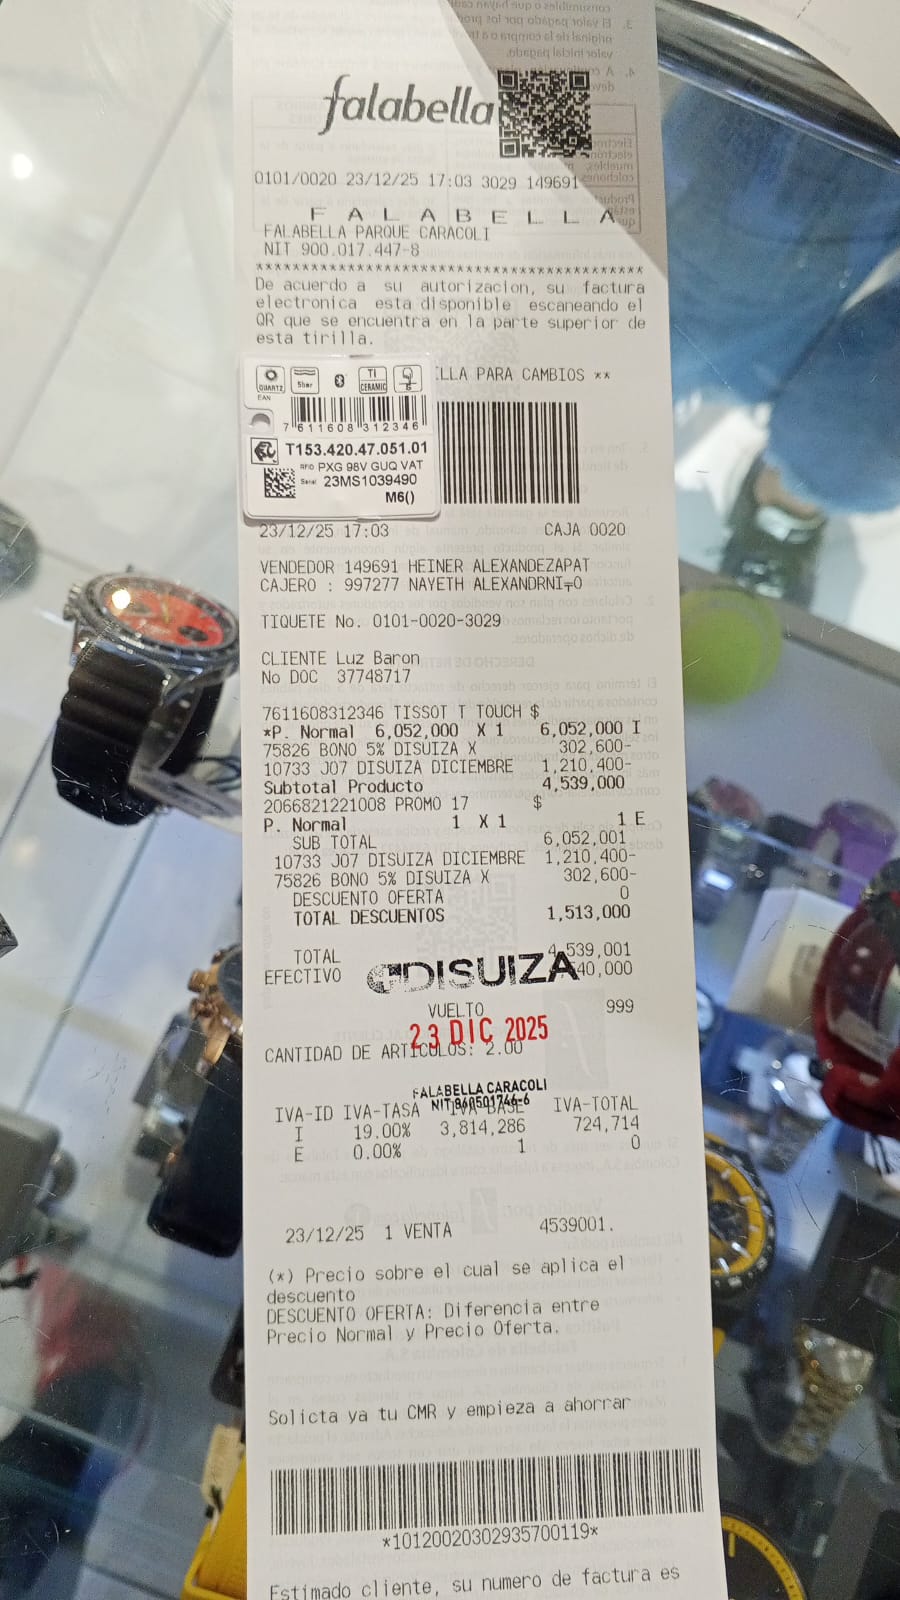 falabella
0101/0020 23/12/25 17:03 3029 149691
F A L A B E L L A
FALABELLA PARQUE CARACOLI
NIT 900.017.447-8
******************************************
De acuerdo a su autorizacion, su factura
electronica esta disponible escaneando el
QR que se encuentra en la parte superior de
esta tirilla.
LLA PARA CAMBIOS **
QUARTZ 5bar TI CERAMIC
EAN
7 611608 312346
T153.420.47.051.01
RFID PXG 98V GUQ VAT
Serial 23MS1039490
M6()
23/12/25 17:03 CAJA 0020
VENDEDOR 149691 HEINER ALEXANDEZAPAT
CAJERO : 997277 NAYETH ALEXANDRNI╤O
TIQUETE No. 0101-0020-3029
CLIENTE Luz Baron
No DOC 37748717
7611608312346 TISSOT T TOUCH $
*P. Normal 6,052,000 X 1 6,052,000 I
75826 BONO 5% DISUIZA X 302,600-
10733 J07 DISUIZA DICIEMBRE 1,210,400-
Subtotal Producto 4,539,000
2066821221008 PROMO 17 $
P. Normal 1 X 1 1 E
SUB TOTAL 6,052,001
10733 J07 DISUIZA DICIEMBRE 1,210,400-
75826 BONO 5% DISUIZA X 302,600-
DESCUENTO OFERTA 0
TOTAL DESCUENTOS 1,513,000
TOTAL 4,539,001
EFECTIVO 40,000
DISUIZA
VUELTO 999
23 DIC 2025
CANTIDAD DE ARTICULOS: 2.00
FALABELLA CARACOLI
NIT 860501746-6
IVA-ID IVA-TASA IVA-BASE IVA-TOTAL
I 19.00% 3,814,286 724,714
E 0.00% 1 0
23/12/25 1 VENTA 4539001.
(*) Precio sobre el cual se aplica el
descuento
DESCUENTO OFERTA: Diferencia entre
Precio Normal y Precio Oferta.
Solicta ya tu CMR y empieza a ahorrar
*10120020302935700119*
Estimado cliente, su numero de factura es